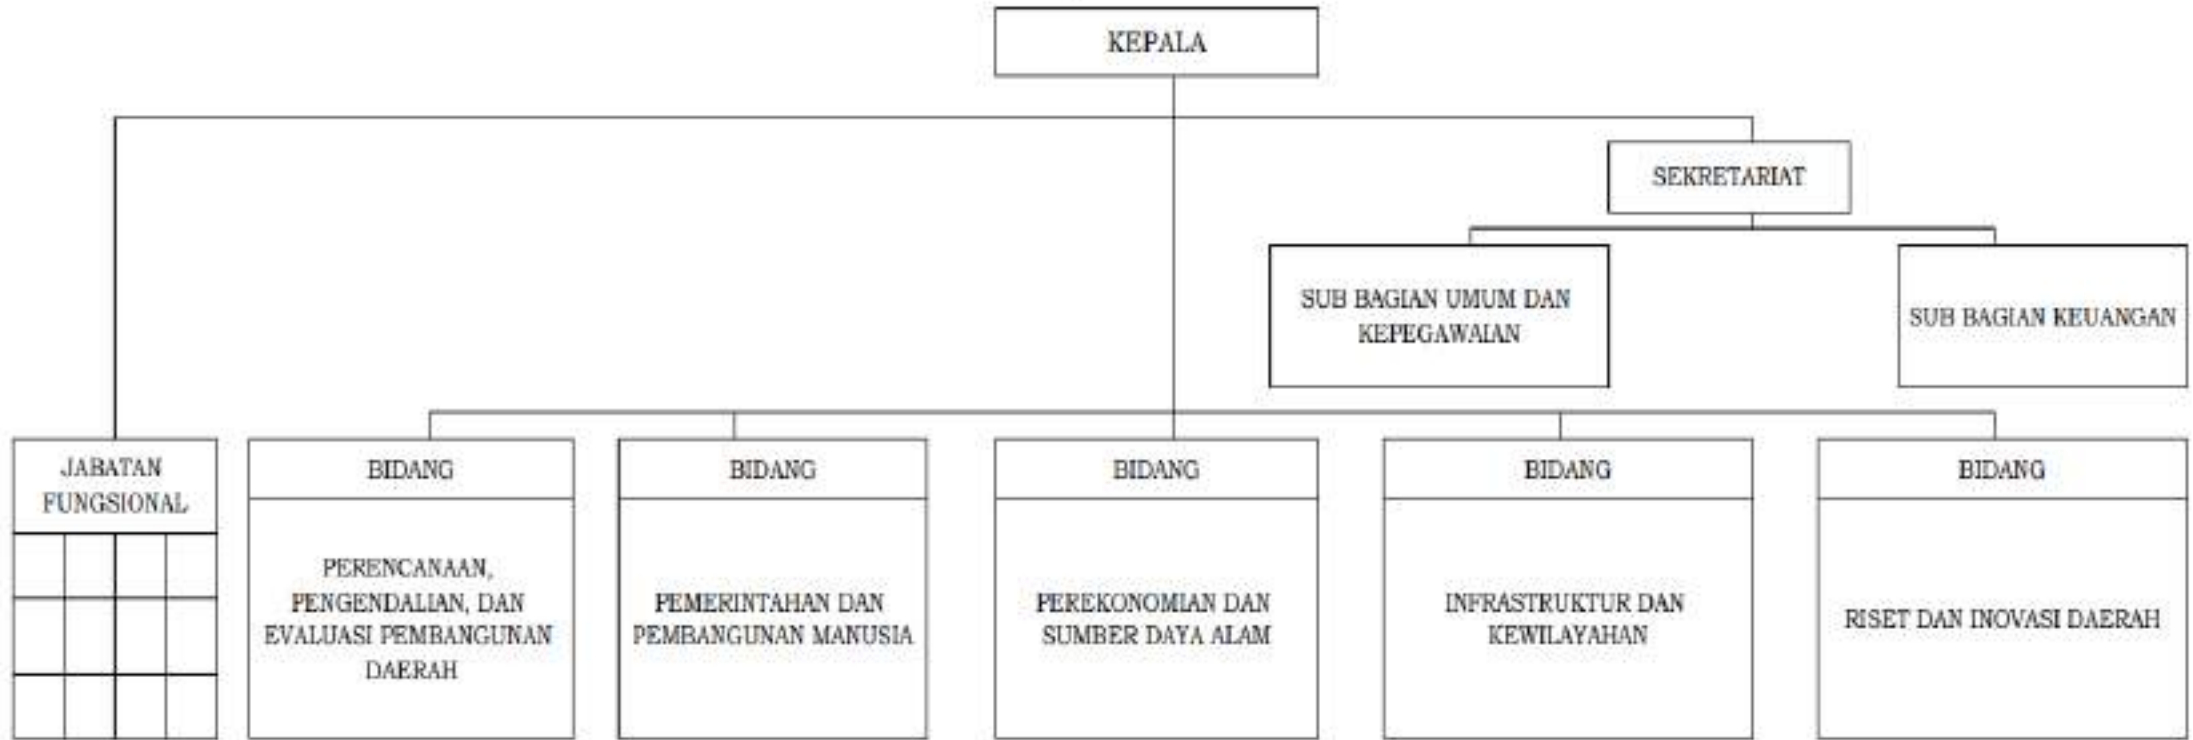 KEPALA
SEKRETARIAT
SUB BAGIAN UMUM DAN
KEPEGAWAIAN
SUB BAGIAN KEUANGAN
JABATAN
FUNGSIONAL
BIDANG
PERENCANAAN,
PENGENDALIAN, DAN
EVALUASI PEMBANGUNAN
DAERAH
BIDANG
PEMERINTAHAN DAN
PEMBANGUNAN MANUSIA
BIDANG
PEREKONOMIAN DAN
SUMBER DAYA ALAM
BIDANG
INFRASTRUKTUR DAN
KEWILAYAHAN
BIDANG
RISET DAN INOVASI DAERAH